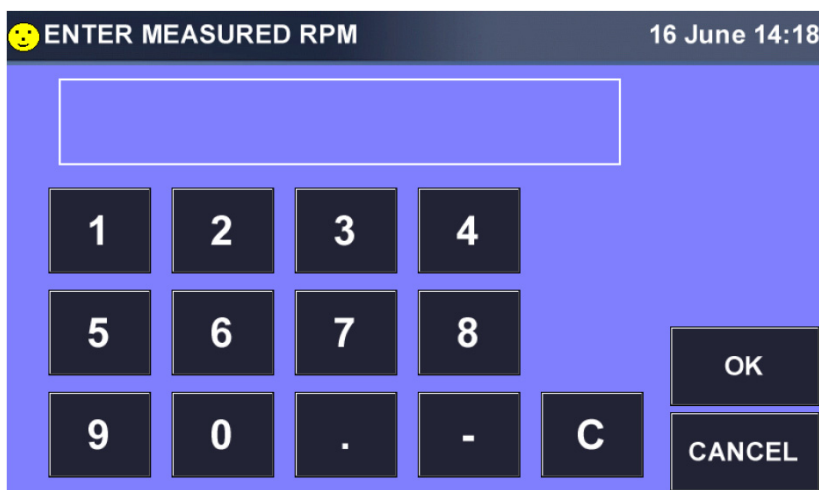 ENTER MEASURED RPM 16 June 14:18
1 2 3 4
5 6 7 8
OK
9 0 . - C
CANCEL